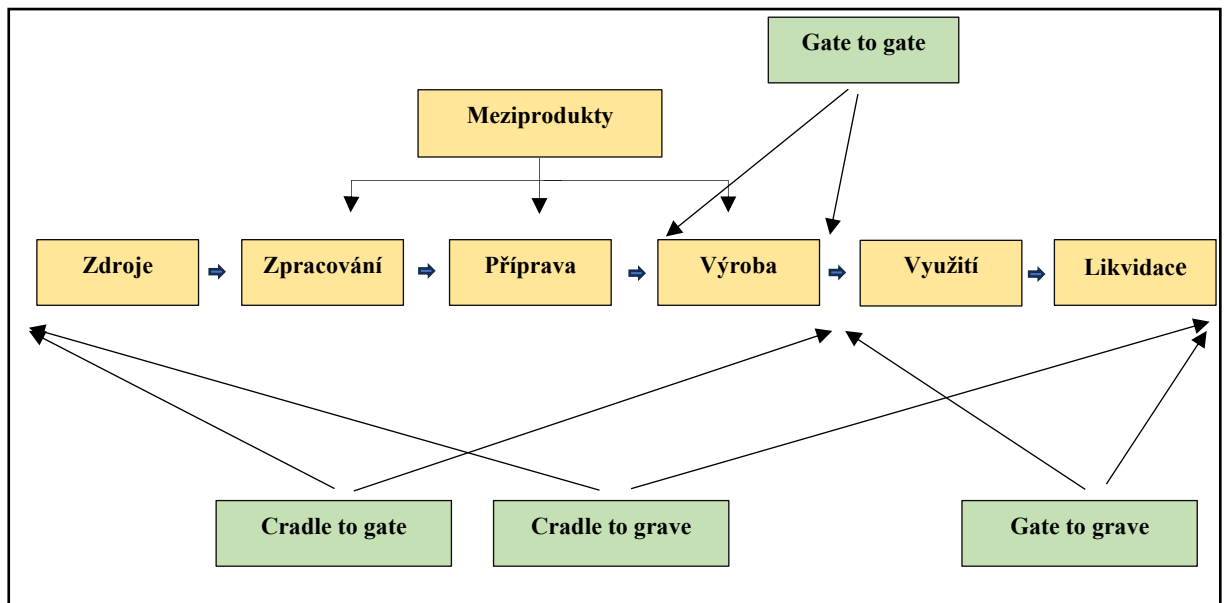 Gate to gate
Meziprodukty
Zdroje
Zpracování
Příprava
Výroba
Využití
Likvidace
Cradle to gate
Cradle to grave
Gate to grave